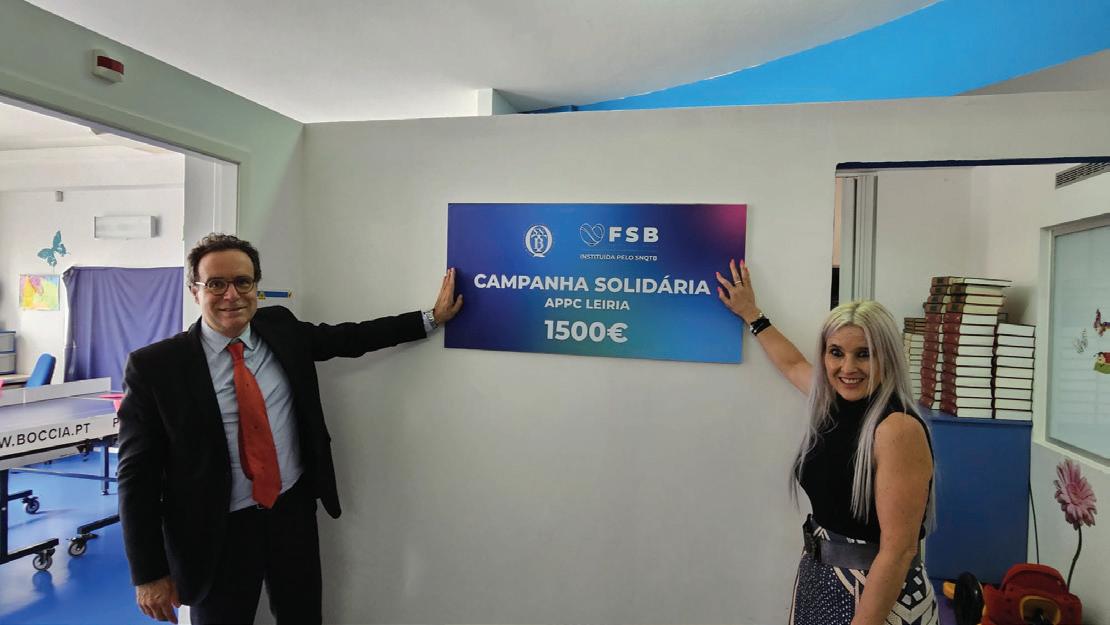 FSB
INSTITUÍDA PELO SNQTB
CAMPANHA SOLIDÁRIA
APPC LEIRIA
1500€
W.BOCCIA.PT P